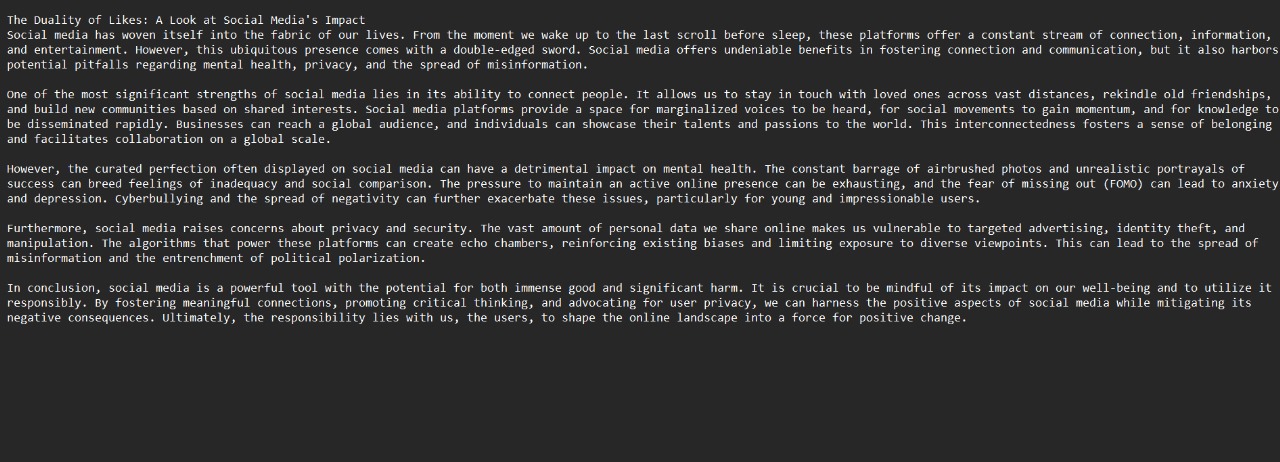 The Duality of Likes: A Look at Social Media's Impact
Social media has woven itself into the fabric of our lives. From the moment we wake up to the last scroll before sleep, these platforms offer a constant stream of connection, information,
and entertainment. However, this ubiquitous presence comes with a double-edged sword. Social media offers undeniable benefits in fostering connection and communication, but it also harbors
potential pitfalls regarding mental health, privacy, and the spread of misinformation.
One of the most significant strengths of social media lies in its ability to connect people. It allows us to stay in touch with loved ones across vast distances, rekindle old friendships,
and build new communities based on shared interests. Social media platforms provide a space for marginalized voices to be heard, for social movements to gain momentum, and for knowledge to
be disseminated rapidly. Businesses can reach a global audience, and individuals can showcase their talents and passions to the world. This interconnectedness fosters a sense of belonging
and facilitates collaboration on a global scale.
However, the curated perfection often displayed on social media can have a detrimental impact on mental health. The constant barrage of airbrushed photos and unrealistic portrayals of
success can breed feelings of inadequacy and social comparison. The pressure to maintain an active online presence can be exhausting, and the fear of missing out (FOMO) can lead to anxiety
and depression. Cyberbullying and the spread of negativity can further exacerbate these issues, particularly for young and impressionable users.
Furthermore, social media raises concerns about privacy and security. The vast amount of personal data we share online makes us vulnerable to targeted advertising, identity theft, and
manipulation. The algorithms that power these platforms can create echo chambers, reinforcing existing biases and limiting exposure to diverse viewpoints. This can lead to the spread of
misinformation and the entrenchment of political polarization.
In conclusion, social media is a powerful tool with the potential for both immense good and significant harm. It is crucial to be mindful of its impact on our well-being and to utilize it
responsibly. By fostering meaningful connections, promoting critical thinking, and advocating for user privacy, we can harness the positive aspects of social media while mitigating its
negative consequences. Ultimately, the responsibility lies with us, the users, to shape the online landscape into a force for positive change.